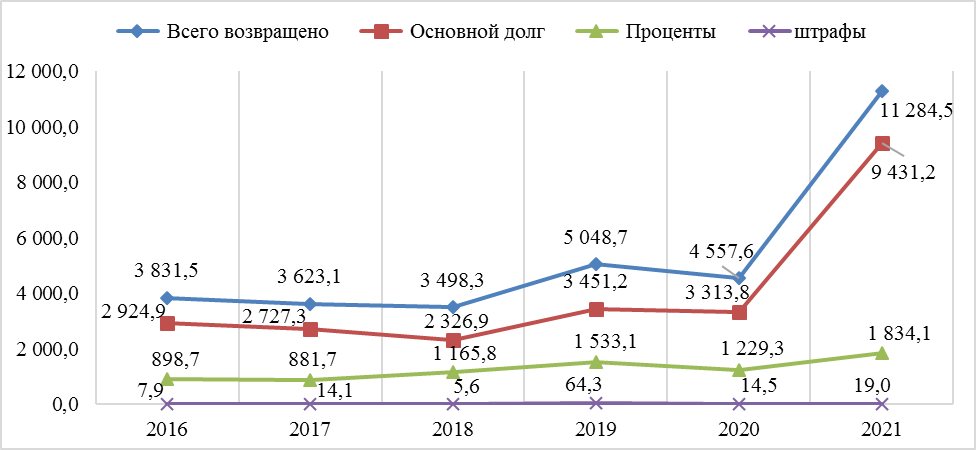 Всего возвращено Основной долг Проценты штрафы
12 000,0
10 000,0
8 000,0
6 000,0
4 000,0
2 000,0
0,0
3 831,5 3 623,1 3 498,3 5 048,7 4 557,6 11 284,5
2 924,9 2 727,3 2 326,9 3 451,2 3 313,8 9 431,2
898,7 881,7 1 165,8 1 533,1 1 229,3 1 834,1
7,9 14,1 5,6 64,3 14,5 19,0
2016 2017 2018 2019 2020 2021